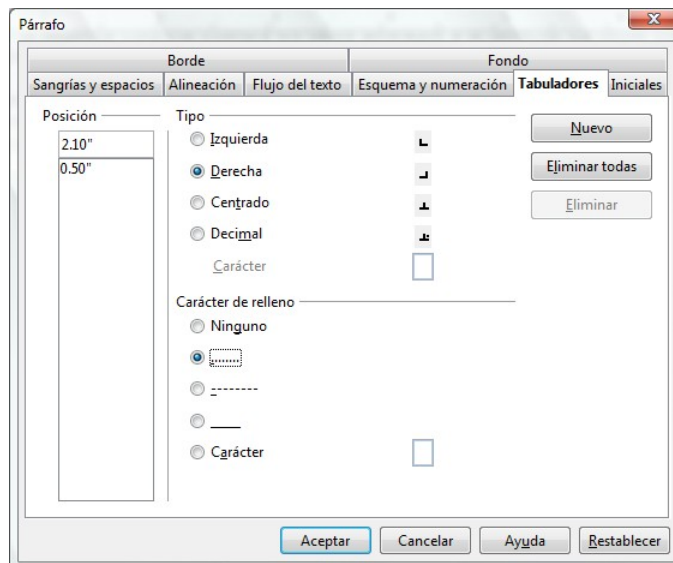 Párrafo
Borde Fondo
Sangrías y espacios Alineación Flujo del texto Esquema y numeración Tabuladores Iniciales
Posición Tipo
2.10" Izquierda Nuevo
0.50" Derecha Eliminar todas
Centrado Eliminar
Decimal
Carácter
Carácter de relleno
Ninguno
........
--------
____
Carácter
Aceptar Cancelar Ayuda Restablecer